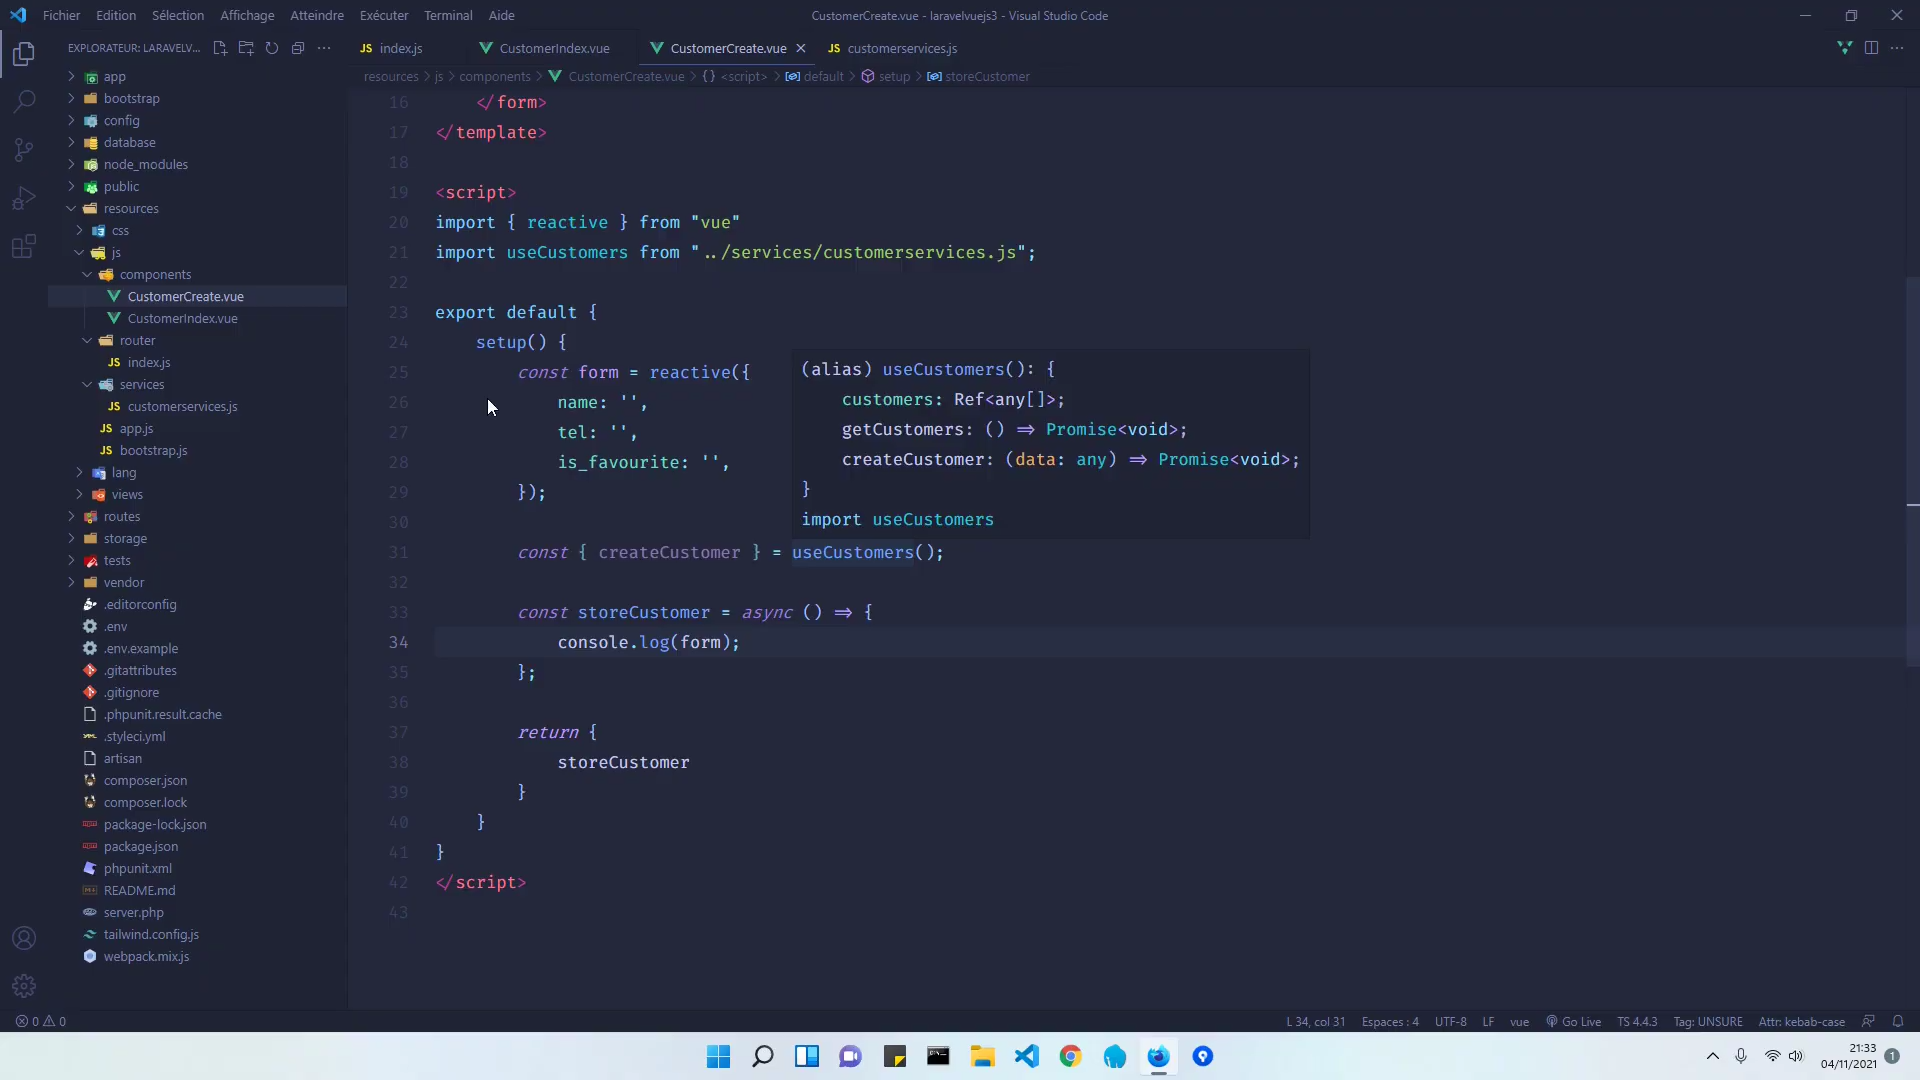 Fichier Edition Sélection Affichage Atteindre Exécuter Terminal Aide
CustomerCreate.vue - laravelvuejs3 - Visual Studio Code
EXPLORATEUR: LARAVELV...
JS index.js
CustomerIndex.vue
CustomerCreate.vue
JS customerservices.js
resources > js > components > CustomerCreate.vue > {} <script> > default > setup > storeCustomer
app
bootstrap
config
database
node_modules
public
resources
css
js
components
CustomerCreate.vue
CustomerIndex.vue
router
JS index.js
services
JS customerservices.js
JS app.js
JS bootstrap.js
lang
views
routes
storage
tests
vendor
.editorconfig
.env
.env.example
.gitattributes
.gitignore
.phpunit.result.cache
.styleci.yml
artisan
composer.json
composer.lock
package-lock.json
package.json
phpunit.xml
README.md
server.php
tailwind.config.js
webpack.mix.js
16 </form>
17 </template>
18
19 <script>
20 import { reactive } from "vue"
21 import useCustomers from "../services/customerservices.js";
22
23 export default {
24 setup() {
25 const form = reactive({
26 name: '',
27 tel: '',
28 is_favourite: '',
29 });
30
31 const { createCustomer } = useCustomers();
32
33 const storeCustomer = async () => {
34 console.log(form);
35 };
36
37 return {
38 storeCustomer
39 }
40 }
41 }
42 </script>
43
(alias) useCustomers(): {
customers: Ref<any[]>;
getCustomers: () => Promise<void>;
createCustomer: (data: any) => Promise<void>;
}
import useCustomers
0 0
L 34, col 31 Espaces : 4 UTF-8 LF vue Go Live TS 4.4.3 Tag: UNSURE Attr: kebab-case
21:33
04/11/2021
1